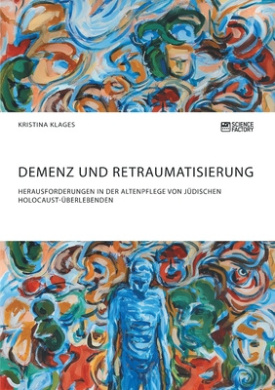 KRISTINA KLAGES
SCIENCE
FACTORY
DEMENZ UND RETRAUMATISIERUNG
HERAUSFORDERUNGEN IN DER ALTENPFLEGE VON JÜDISCHEN
HOLOCAUST-ÜBERLEBENDEN